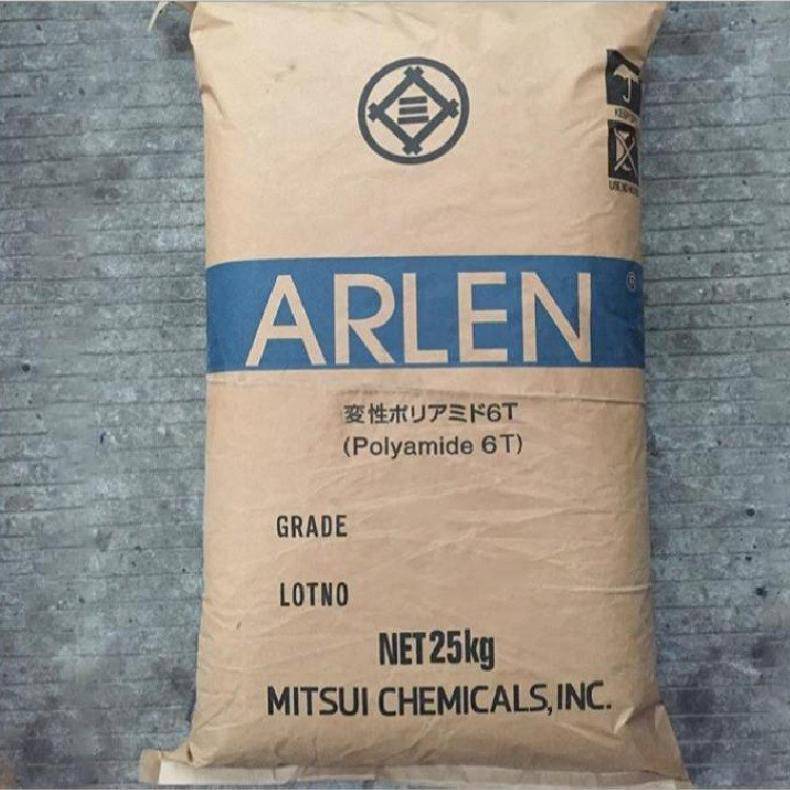 ARLEN ®
変性ポリアミド6T
(Polyamide 6T)
GRADE
LOTNO
NET25kg
MITSUI CHEMICALS,INC.